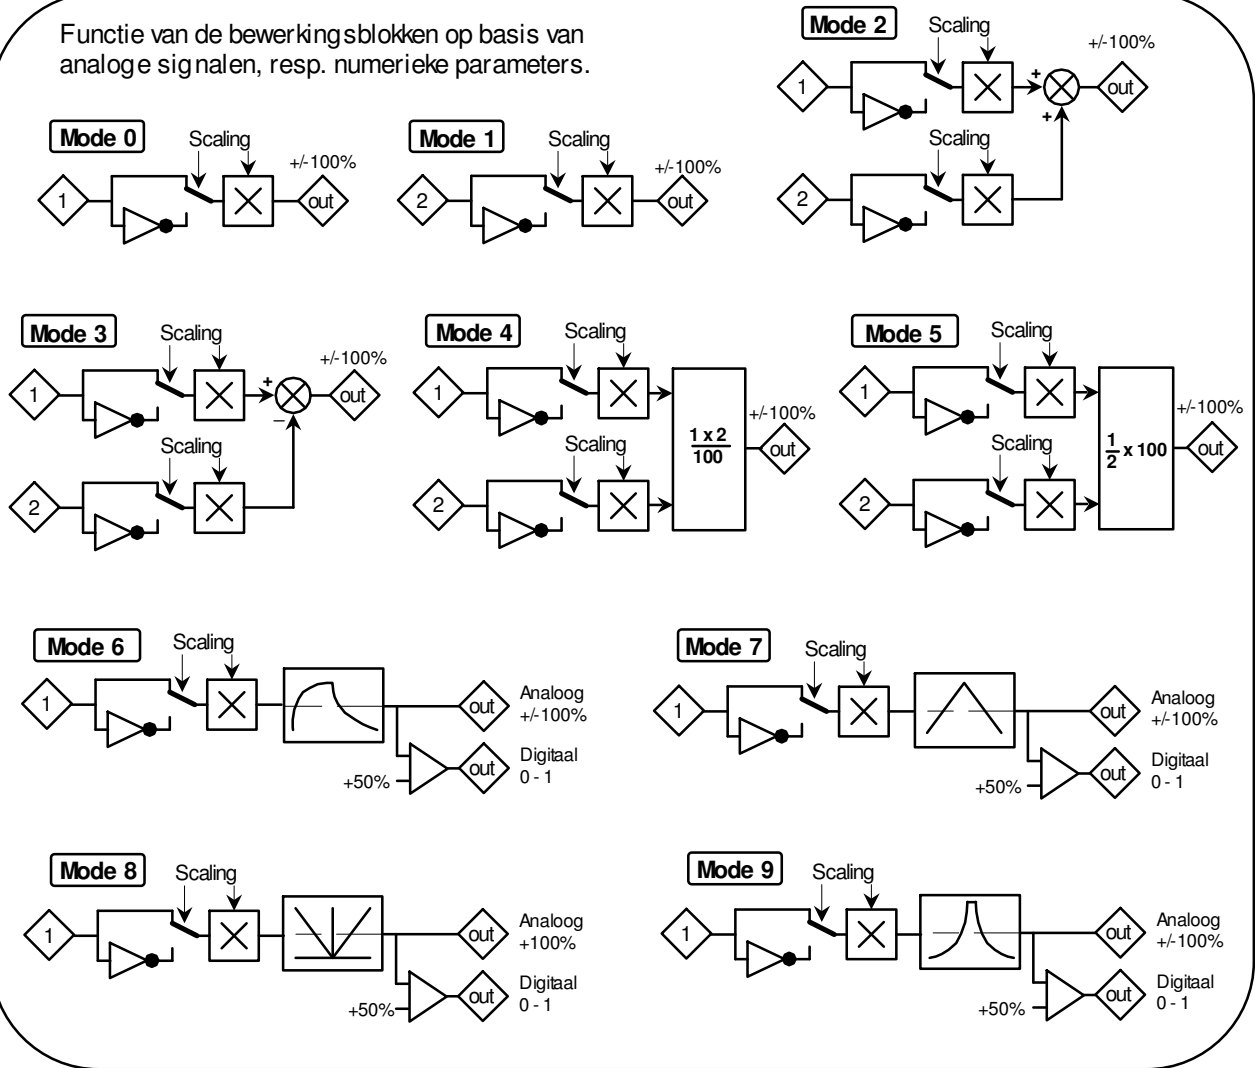 Functie van de bewerkingsblokken op basis van
analoge signalen, resp. numerieke parameters.
Mode 0
Scaling
+/-100%
1
out
Mode 1
Scaling
+/-100%
2
out
Mode 2
Scaling
+/-100%
1
+
out
+
Scaling
2
Mode 3
Scaling
+/-100%
1
+
out
–
Scaling
2
Mode 4
Scaling
1
+/-100%
1 x 2
100
out
Scaling
2
Mode 5
Scaling
1
+/-100%
1
2 x 100
out
Scaling
2
Mode 6
Scaling
1
out
Analoog
+/-100%
+50%
out
Digitaal
0 - 1
Mode 7
Scaling
1
out
Analoog
+/-100%
+50%
out
Digitaal
0 - 1
Mode 8
Scaling
1
out
Analoog
+100%
+50%
out
Digitaal
0 - 1
Mode 9
Scaling
1
out
Analoog
+/-100%
+50%
out
Digitaal
0 - 1